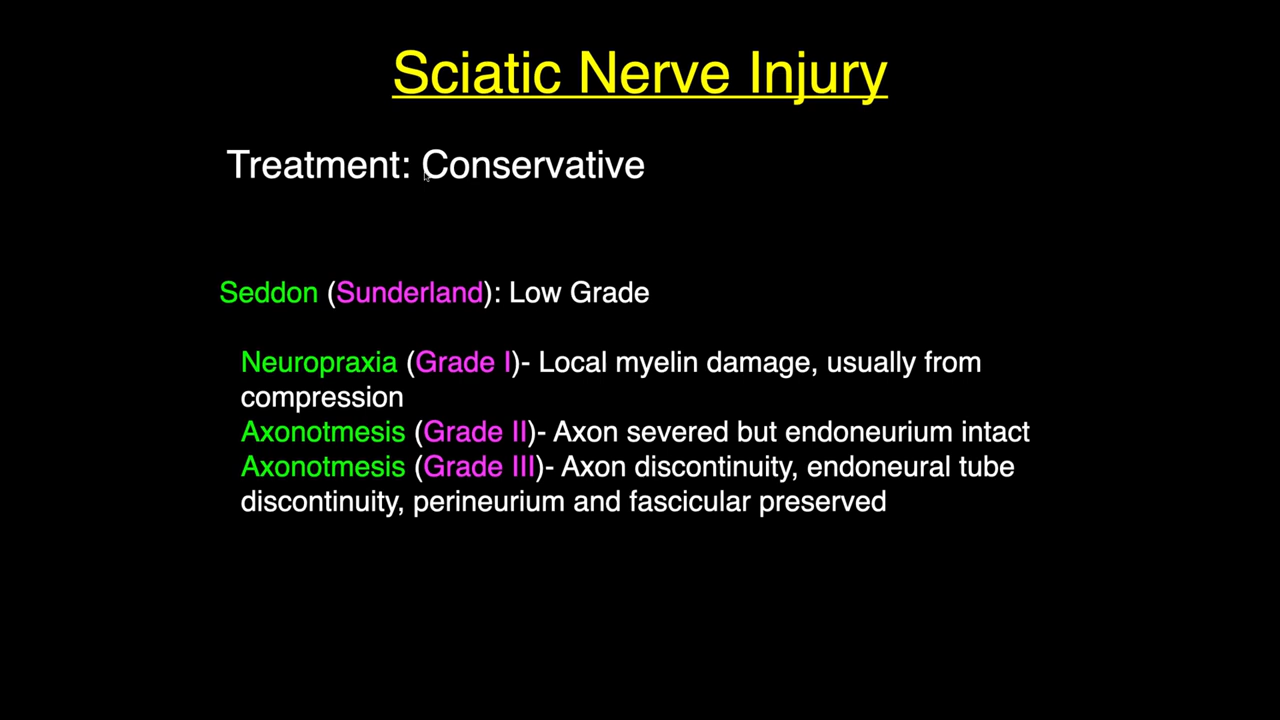 Sciatic Nerve Injury
Treatment: Conservative
Seddon (Sunderland): Low Grade
Neuropraxia (Grade I)- Local myelin damage, usually from
compression
Axonotmesis (Grade II)- Axon severed but endoneurium intact
Axonotmesis (Grade III)- Axon discontinuity, endoneural tube
discontinuity, perineurium and fascicular preserved